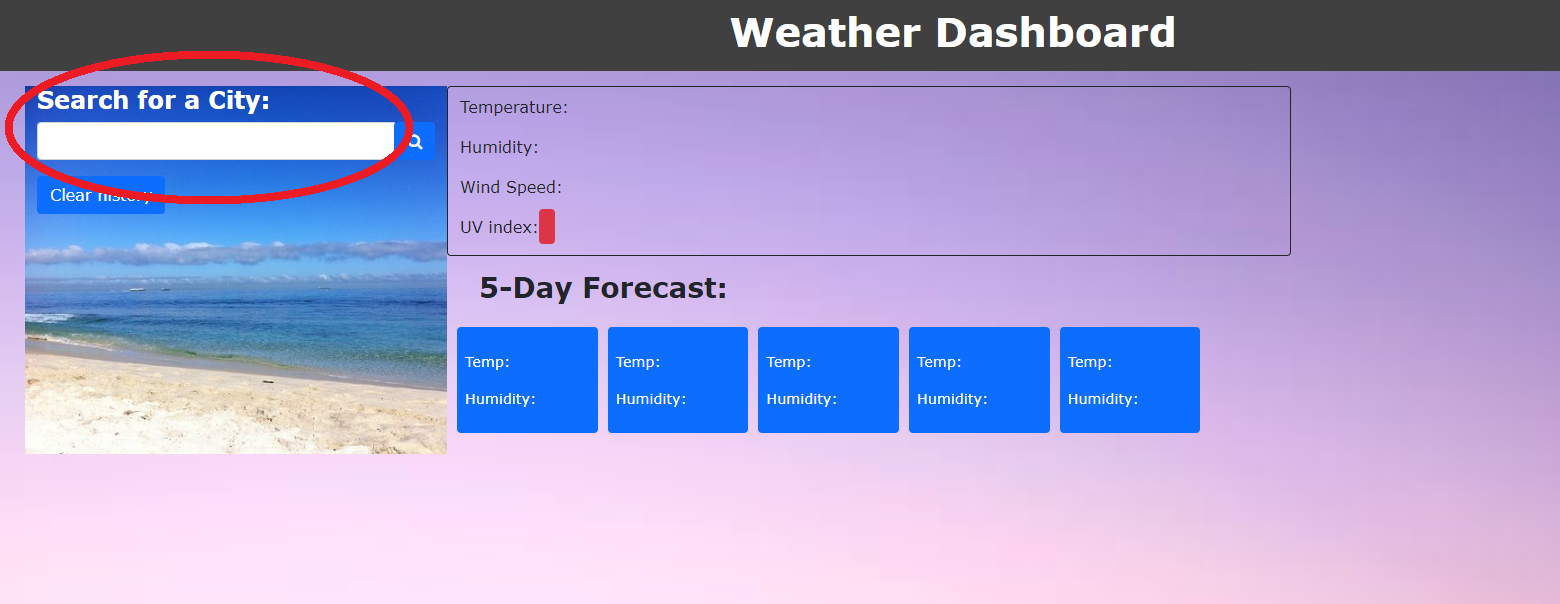 Weather Dashboard
Search for a City:
Clear history
Temperature:
Humidity:
Wind Speed:
UV index:
5-Day Forecast:
Temp:
Humidity:
Temp:
Humidity:
Temp:
Humidity:
Temp:
Humidity:
Temp:
Humidity: